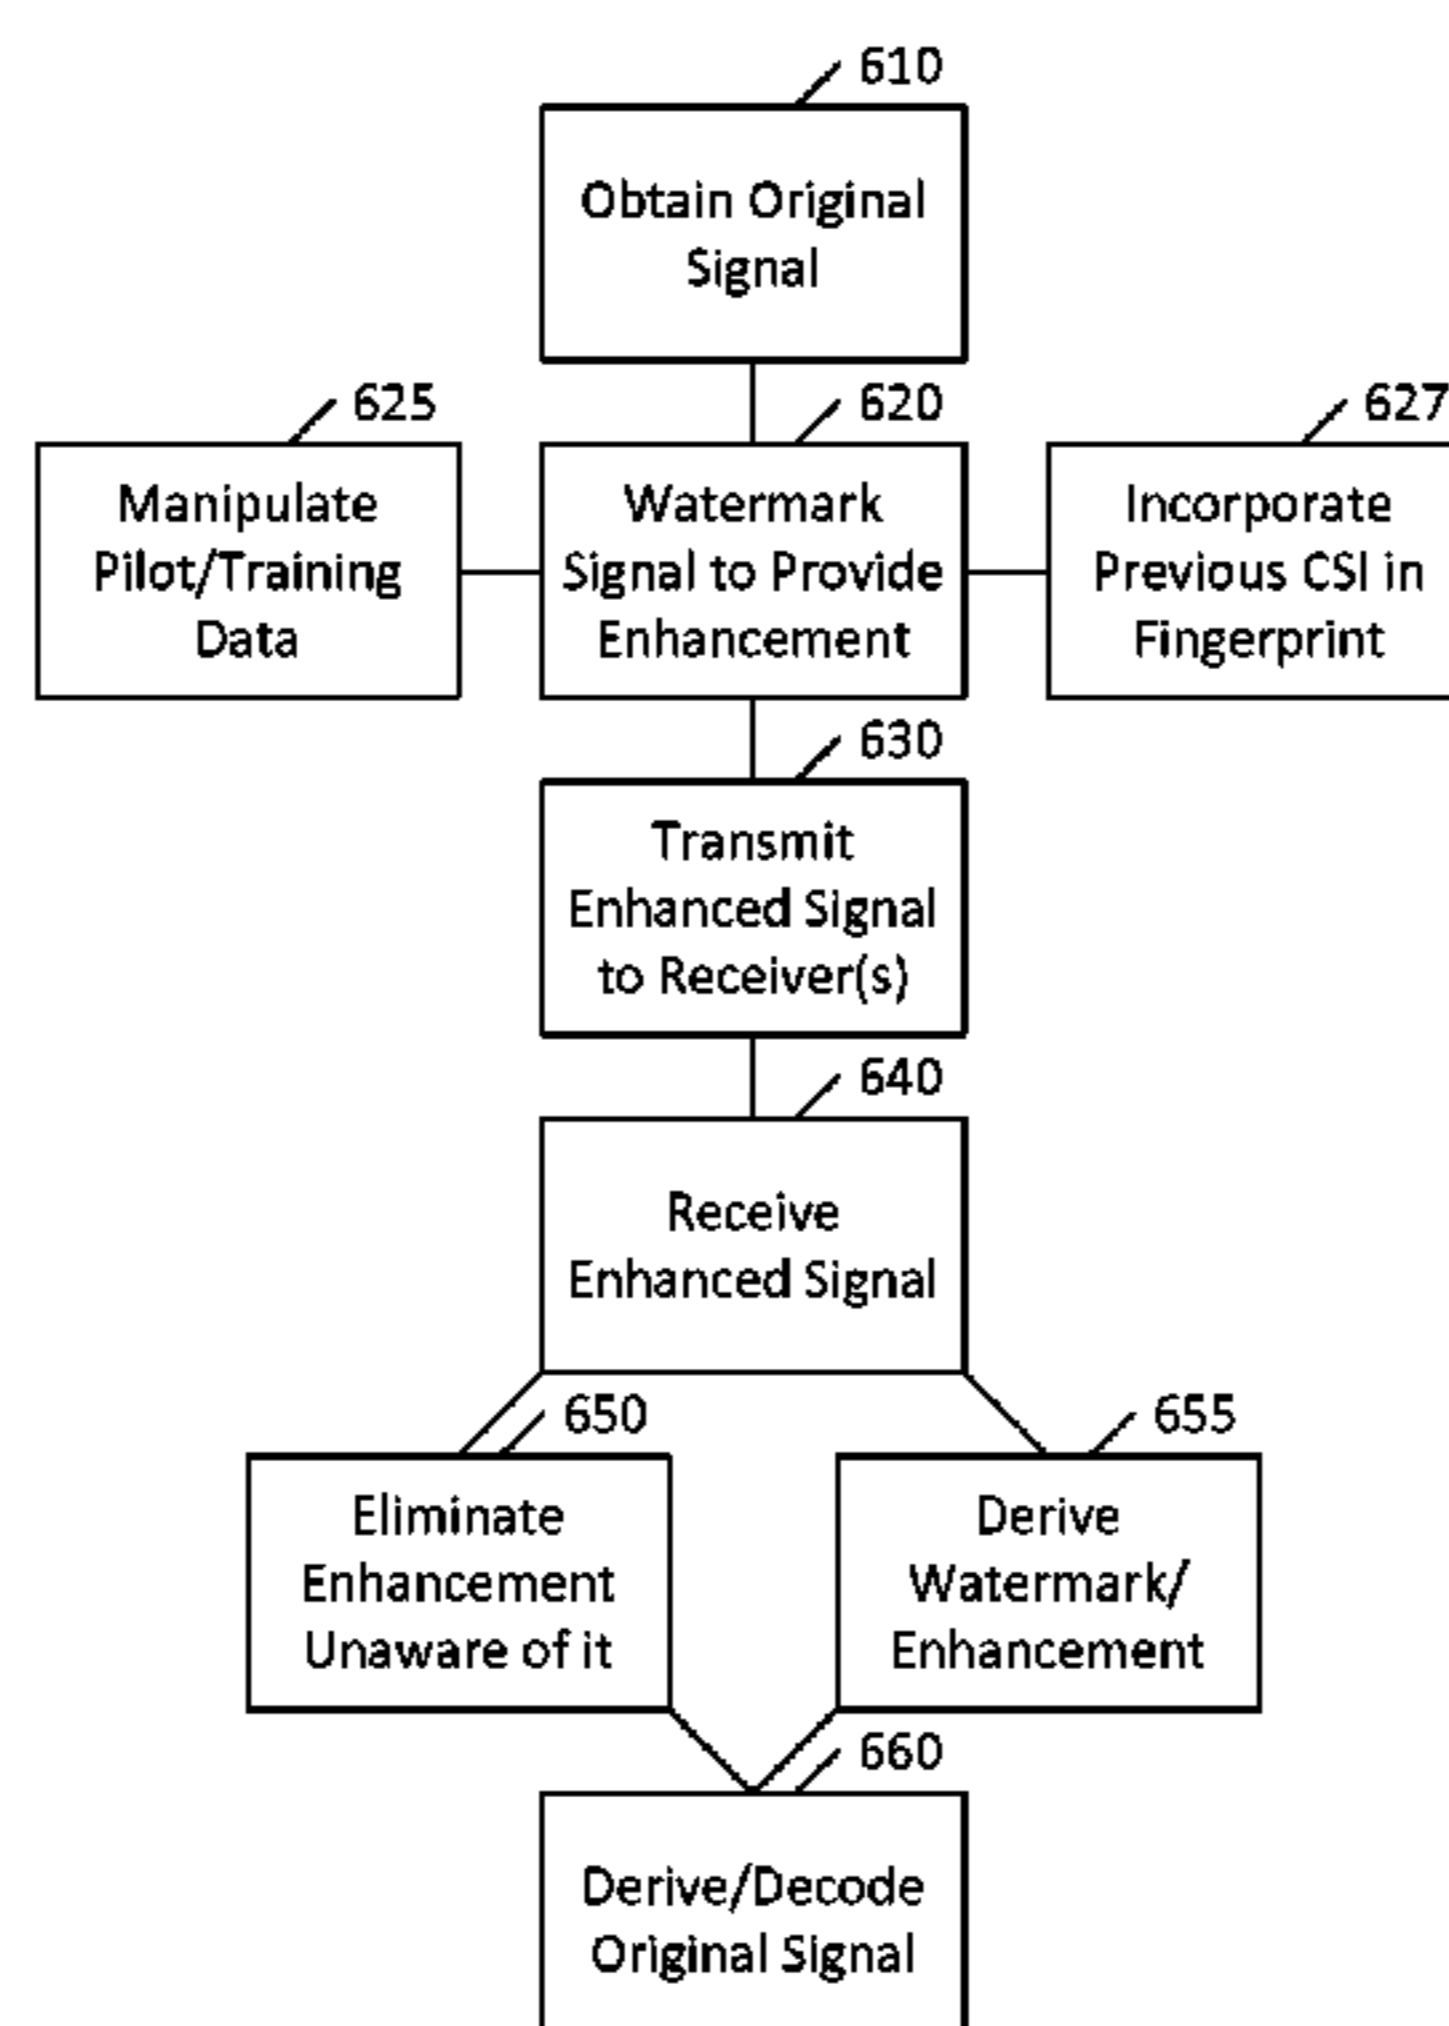 610
Obtain Original
Signal
625
Manipulate
Pilot/Training
Data
620
Watermark
Signal to Provide
Enhancement
627
Incorporate
Previous CSI in
Fingerprint
630
Transmit
Enhanced Signal
to Receiver(s)
640
Receive
Enhanced Signal
650
Eliminate
Enhancement
Unaware of it
655
Derive
Watermark/
Enhancement
660
Derive/Decode
Original Signal